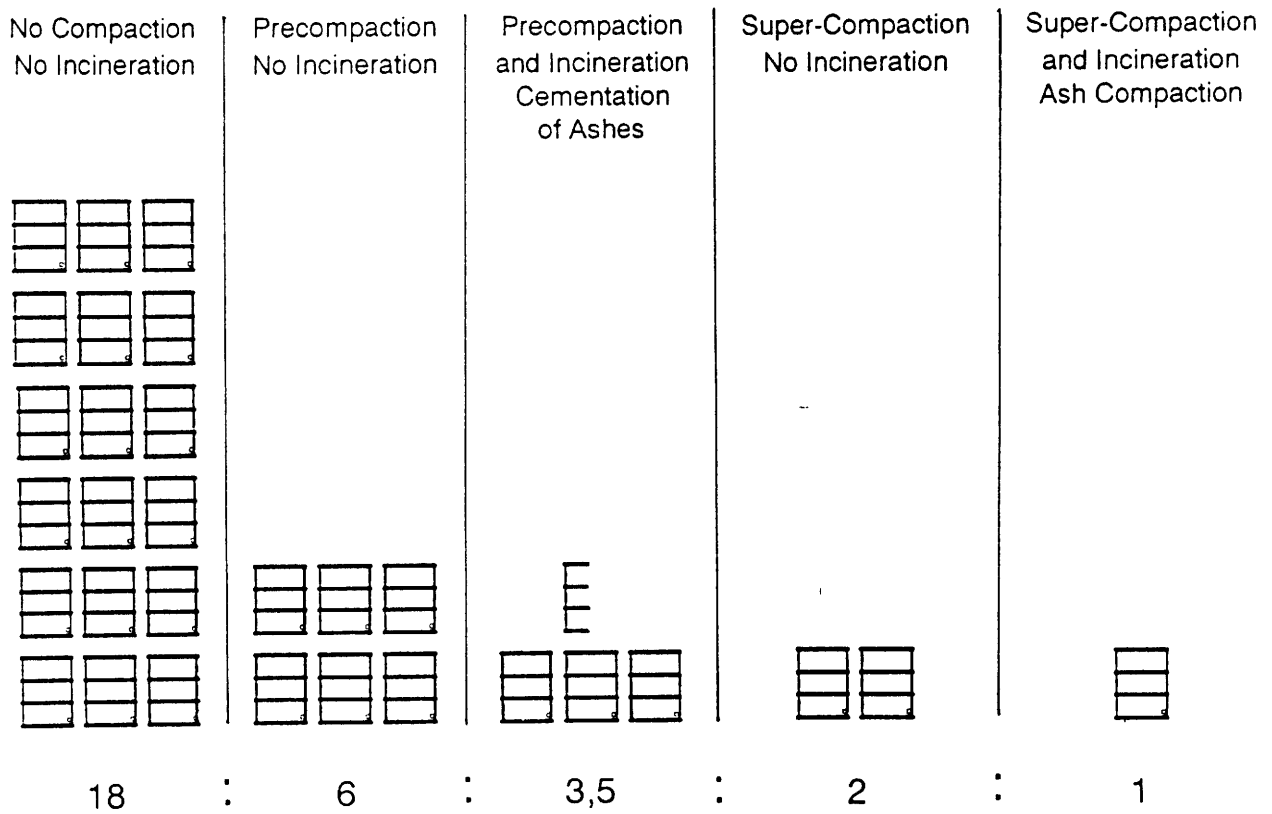 No Compaction
No Incineration
Precompaction
No Incineration
Precompaction
and Incineration
Cementation
of Ashes
Super-Compaction
No Incineration
Super-Compaction
and Incineration
Ash Compaction
18 : 6 : 3,5 : 2 : 1